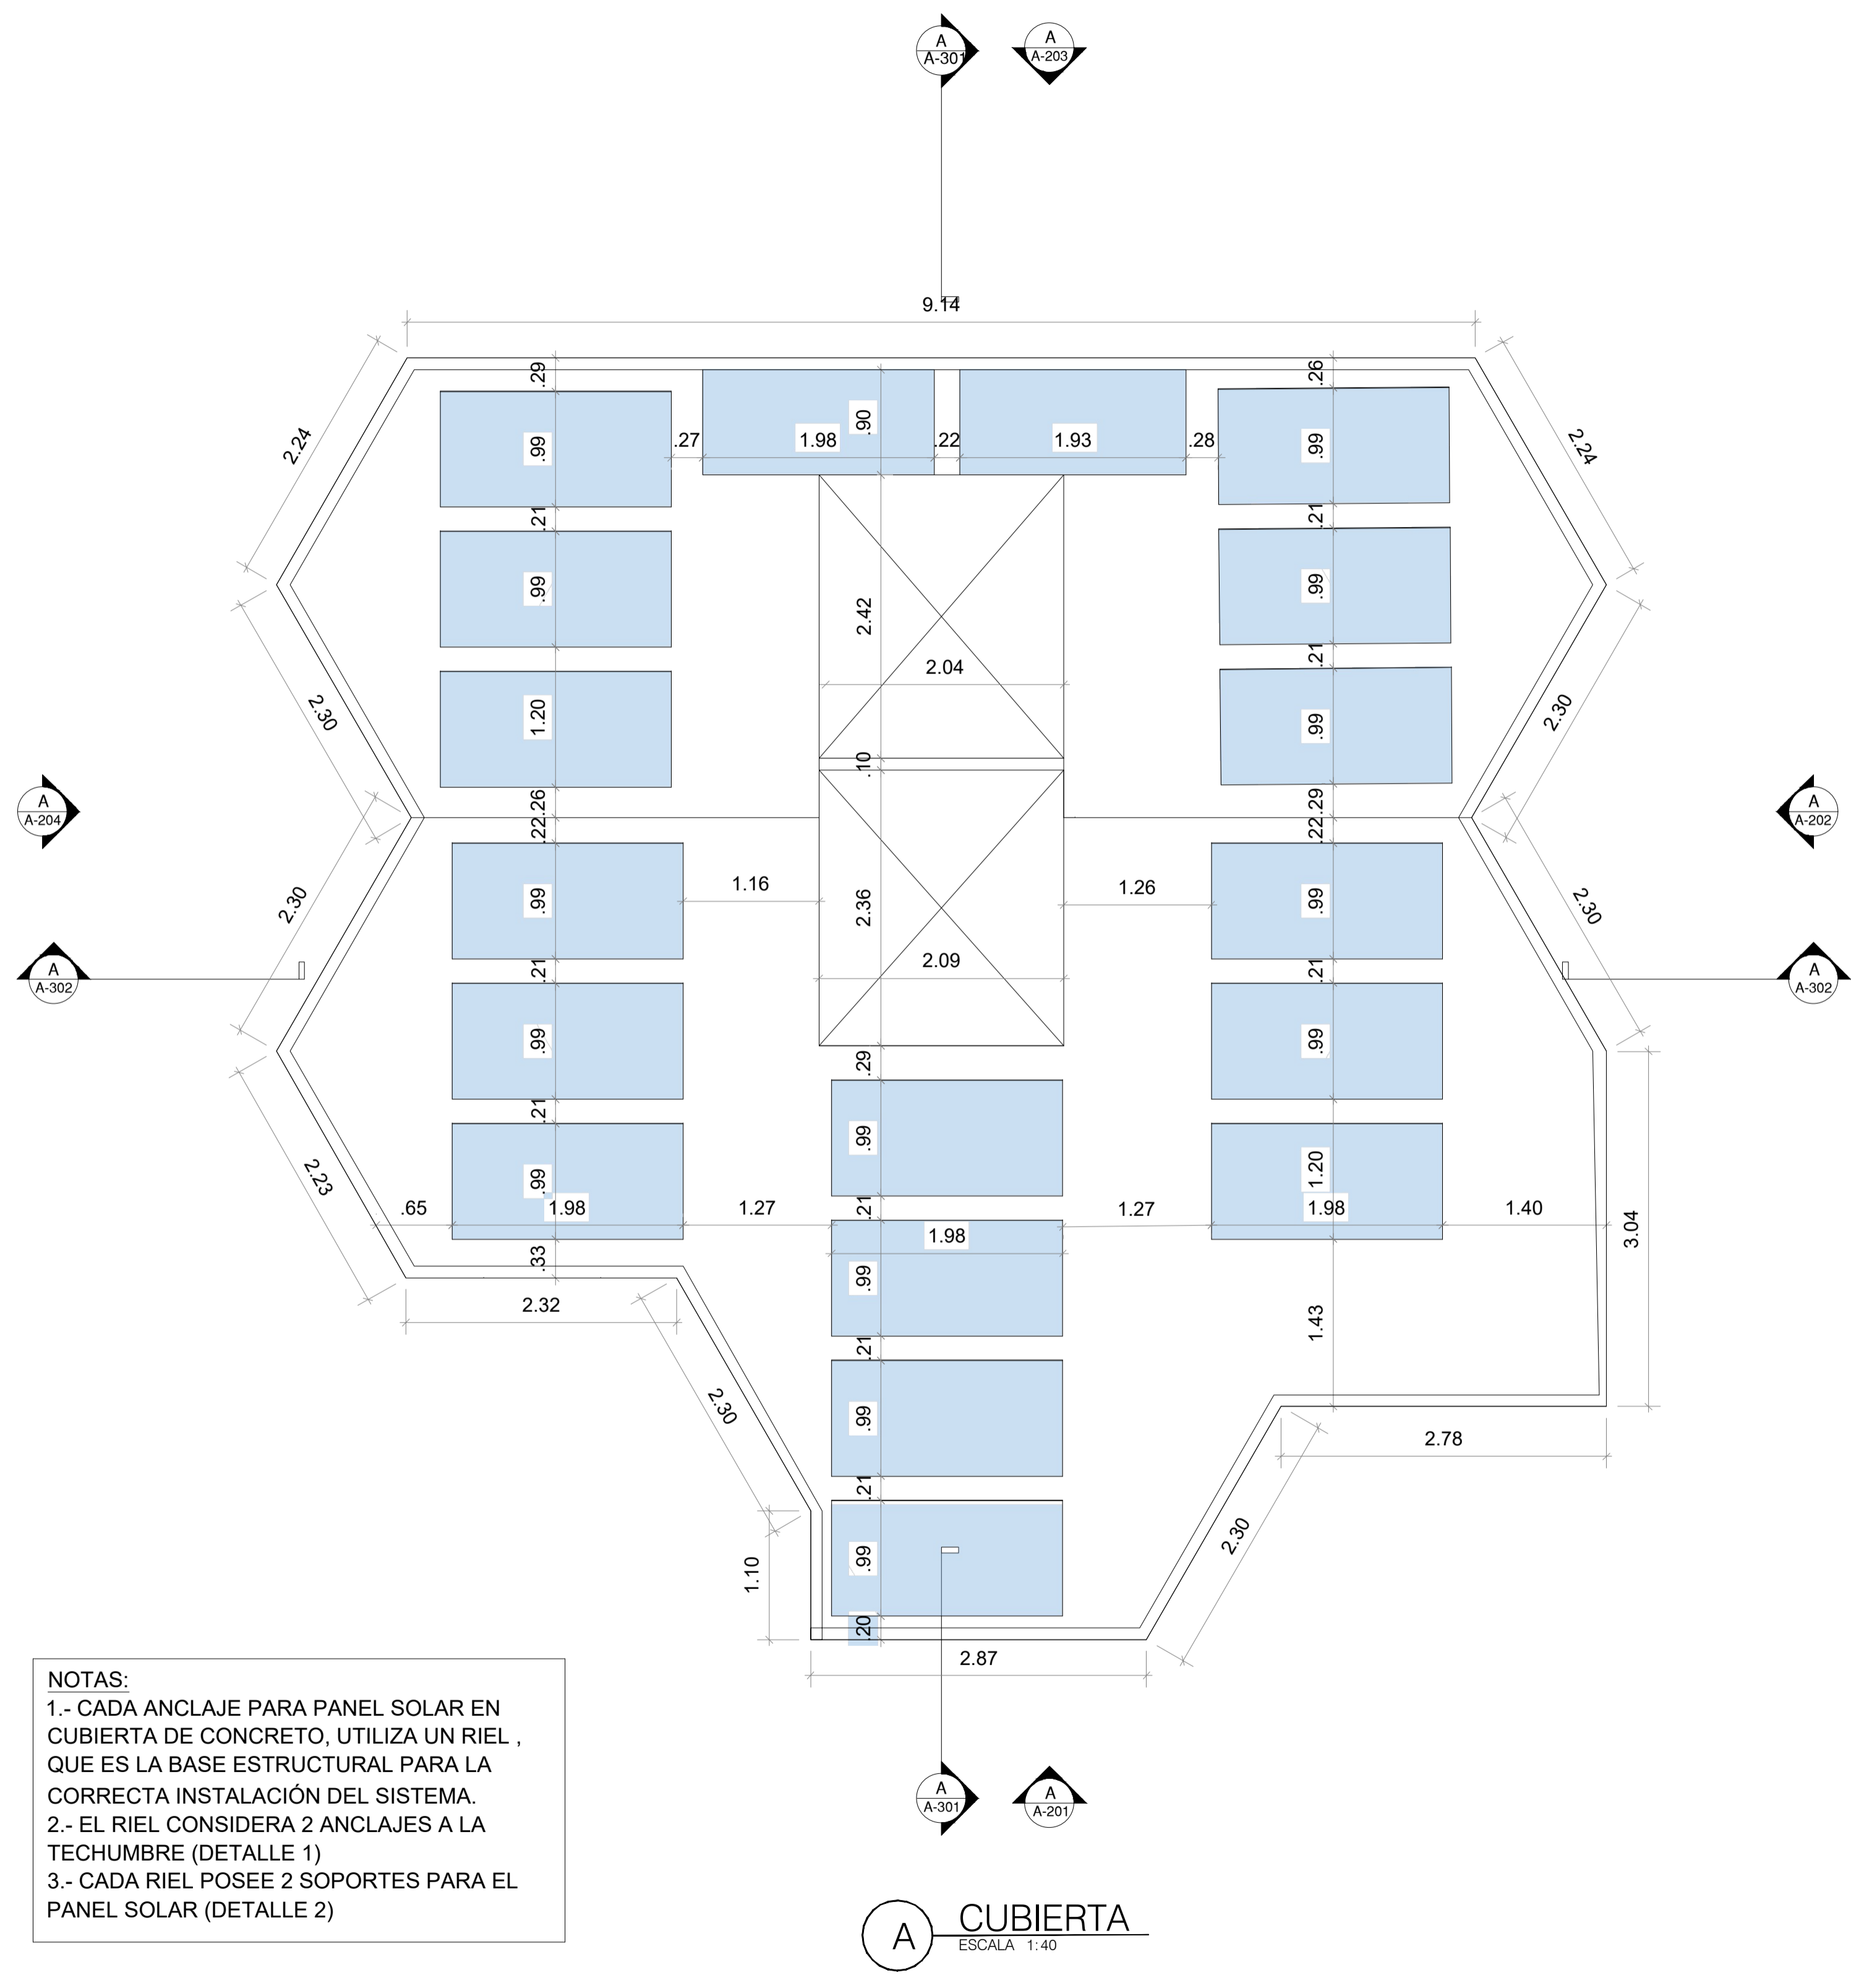 A
A-301
A
A-203
9.14
.29
.26
2.24
2.24
.99
.27
1.98
.90
.22
1.93
.28
.99
.21
.21
.99
2.42
.99
2.04
.21
2.30
1.20
.99
2.30
.10
.26
.29
A
A-204
.22
.22
A
A-202
2.30
.99
1.16
2.36
1.26
.99
2.30
2.09
A
A-302
.21
.21
A
A-302
.99
.29
.99
.21
.99
2.23
.99
1.20
.65
1.98
1.27
.21
1.27
1.98
1.40
3.04
1.98
.33
.99
2.32
1.43
.21
2.30
.99
2.78
.21
2.30
1.10
.99
.20
2.87
NOTAS:
1.- CADA ANCLAJE PARA PANEL SOLAR EN
CUBIERTA DE CONCRETO, UTILIZA UN RIEL ,
QUE ES LA BASE ESTRUCTURAL PARA LA
CORRECTA INSTALACIÓN DEL SISTEMA.
2.- EL RIEL CONSIDERA 2 ANCLAJES A LA
TECHUMBRE (DETALLE 1)
3.- CADA RIEL POSEE 2 SOPORTES PARA EL
PANEL SOLAR (DETALLE 2)
A
A-301
A
A-201
A
CUBIERTA
ESCALA 1:40